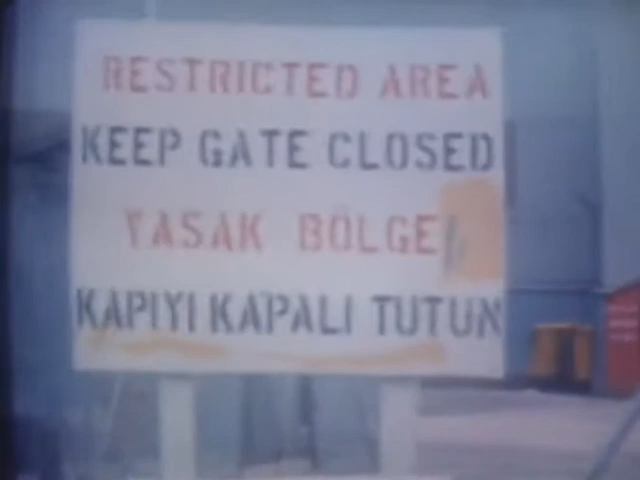 RESTRICTED AREA
KEEP GATE CLOSED
YASAK BÖLGE
KAPIYI KAPALI TUTUN